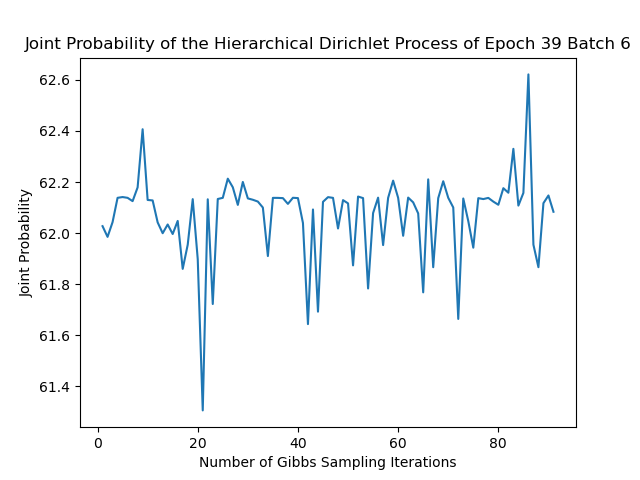 Joint Probability of the Hierarchical Dirichlet Process of Epoch 39 Batch 6
62.6
62.4
62.2
62.0
61.8
61.6
61.4
Joint Probability
0 20 40 60 80
Number of Gibbs Sampling Iterations